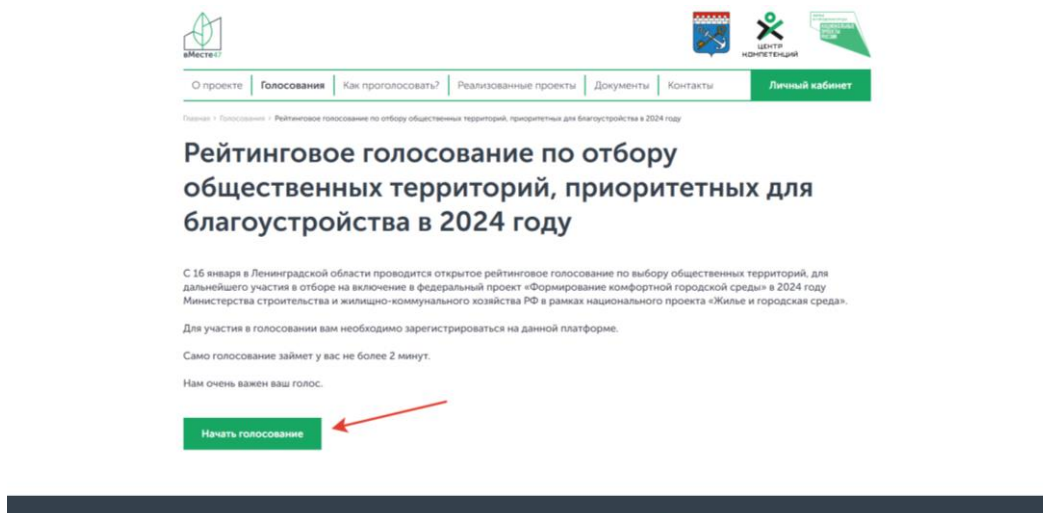 вМесте47
ЦЕНТР
КОМПЕТЕНЦИЙ
НАЦИОНАЛЬНЫЕ
ПРОЕКТЫ
РОССИИ
О проекте
Голосования
Как проголосовать?
Реализованные проекты
Документы
Контакты
Личный кабинет
Главная > Голосования > Рейтинговое голосование по отбору общественных территорий, приоритетных для благоустройства в 2024 году
Рейтинговое голосование по отбору
общественных территорий, приоритетных для
благоустройства в 2024 году
С 16 января в Ленинградской области проводится открытое рейтинговое голосование по выбору общественных территорий, для
дальнейшего участия в отборе на включение в федеральный проект «Формирование комфортной городской среды» в 2024 году
Министерства строительства и жилищно-коммунального хозяйства РФ в рамках национального проекта «Жилье и городская среда».
Для участия в голосовании вам необходимо зарегистрироваться на данной платформе.
Само голосование займет у вас не более 2 минут.
Нам очень важен ваш голос.
Начать голосование